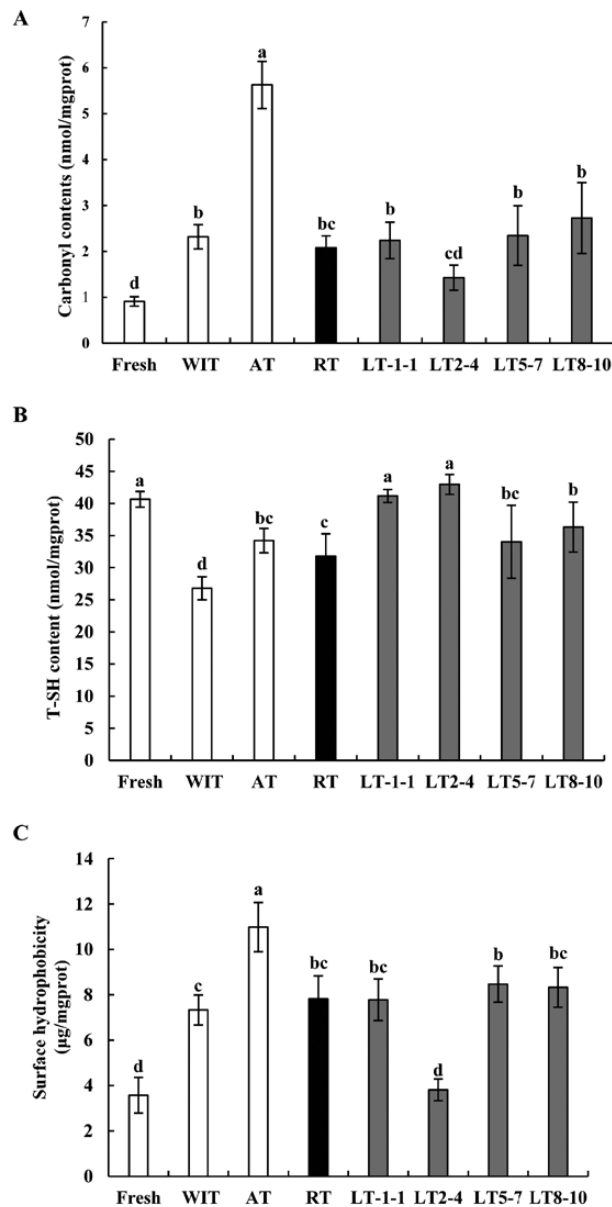 A
Carbonyl contents (nmol/mgprot)
7
6
5
4
3
2
1
0
d
b
a
bc
b
cd
b
b
Fresh WIT AT RT LT-1-1 LT2-4 LT5-7 LT8-10
B
T-SH content (nmol/mgprot)
50
45
40
35
30
25
20
15
10
5
0
a
d
bc
c
a
a
bc
b
Fresh WIT AT RT LT-1-1 LT2-4 LT5-7 LT8-10
C
Surface hydrophobicity
(μg/mgprot)
14
12
10
8
6
4
2
0
d
c
a
bc
bc
d
b
bc
Fresh WIT AT RT LT-1-1 LT2-4 LT5-7 LT8-10